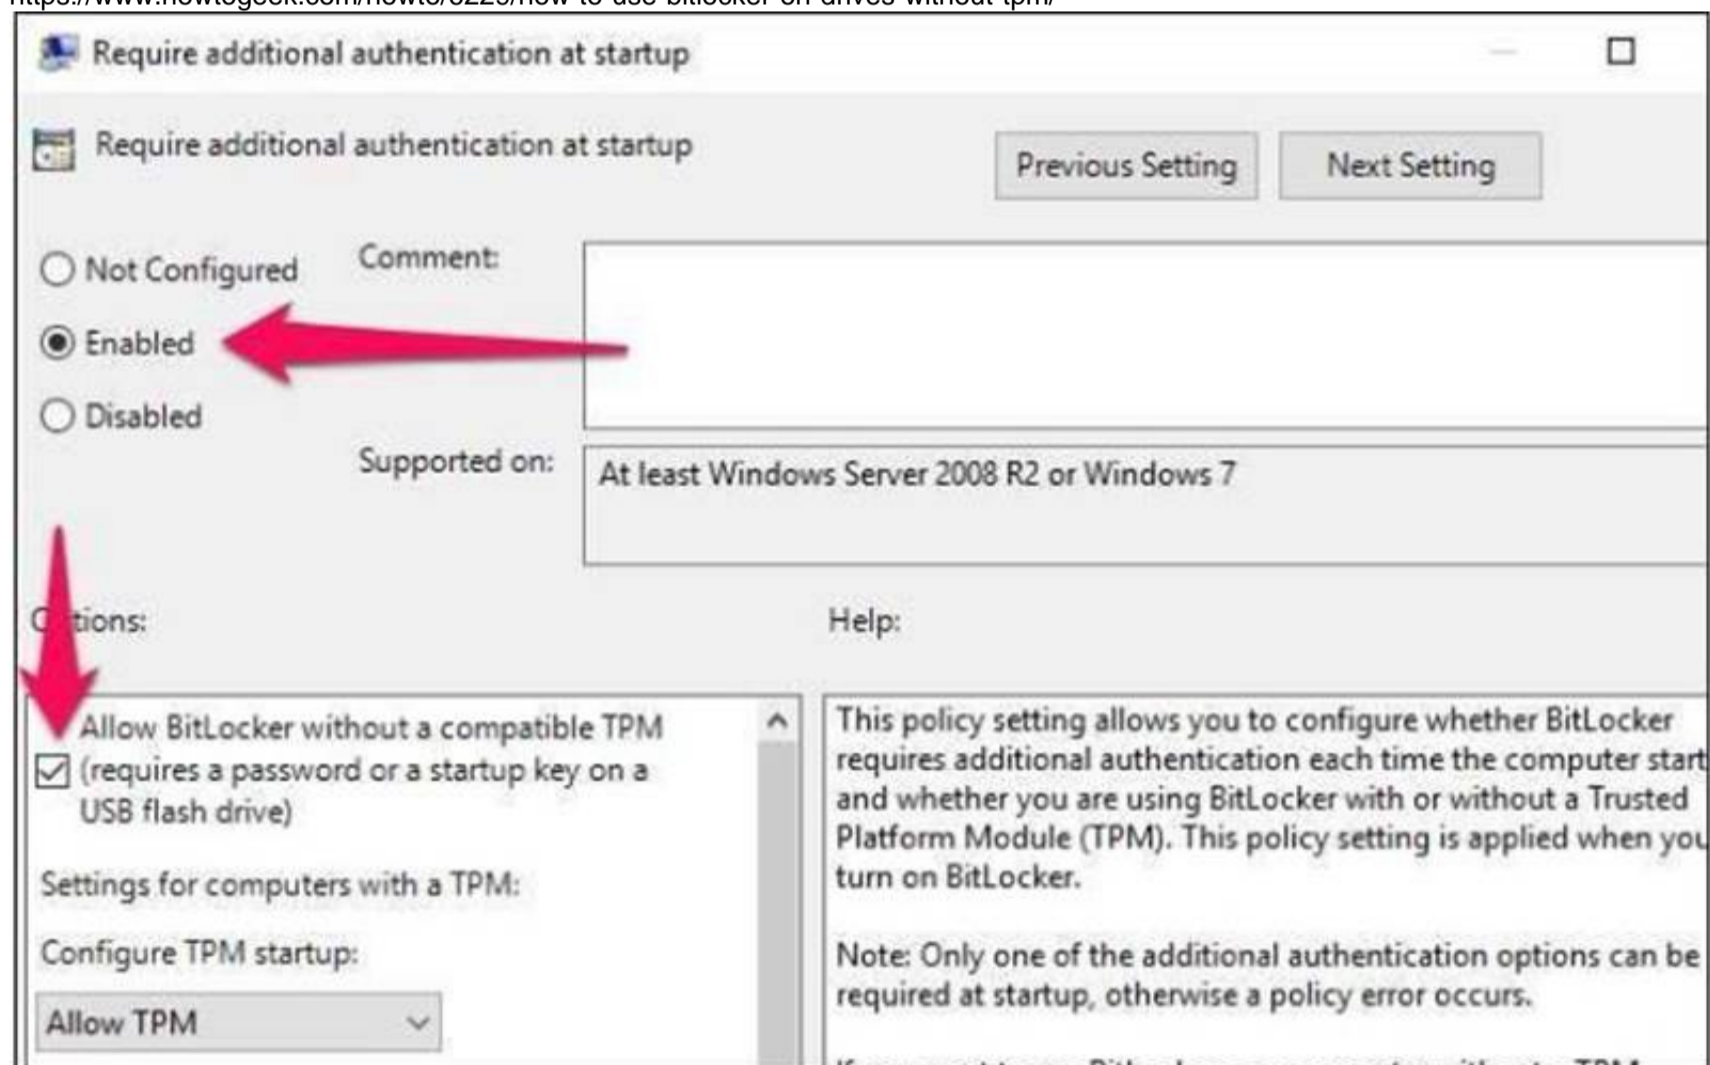 Require additional authentication at startup
Require additional authentication at startup
Previous Setting
Next Setting
Not Configured
Comment:
Enabled
Disabled
Supported on:
At least Windows Server 2008 R2 or Windows 7
Help:
Allow BitLocker without a compatible TPM
(requires a password or a startup key on a
USB flash drive)
Settings for computers with a TPM:
Configure TPM startup:
Allow TPM
This policy setting allows you to configure whether BitLocker
requires additional authentication each time the computer start
and whether you are using BitLocker with or without a Trusted
Platform Module (TPM). This policy setting is applied when you
turn on BitLocker.
Note: Only one of the additional authentication options can be
required at startup, otherwise a policy error occurs.